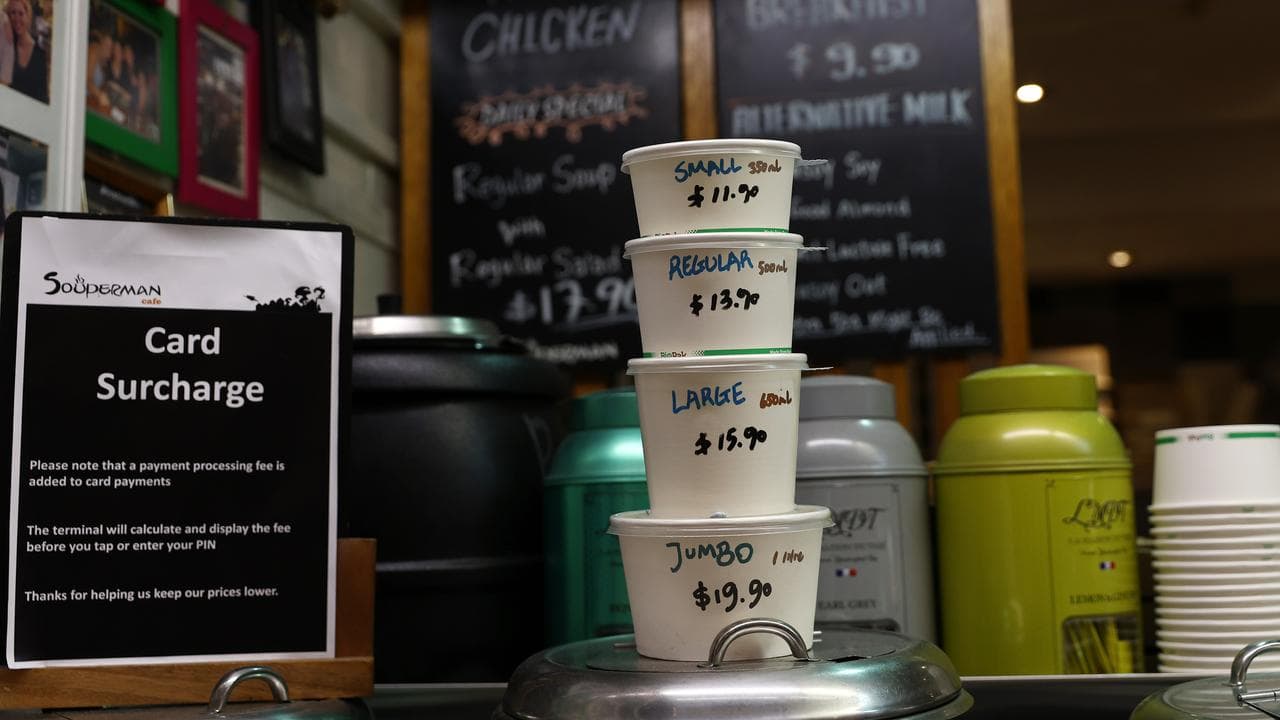 SOUPERMAN
cafe
Card
Surcharge
Please note that a payment processing fee is
added to card payments
The terminal will calculate and display the fee
before you tap or enter your PIN
Thanks for helping us keep our prices lower.
CHICKEN
DAILY SPECIAL
Regular Soup
with
Regular Salad
$17.90
BREAKFAST
$9.90
ALTERNATIVE MILK
Soy
Almond
Lactose Free
Out
SMALL 350mL
$11.90
REGULAR 500mL
$13.90
BioPak
LARGE 650mL
$15.90
JUMBO 1 litre
$19.90
EARL GREY